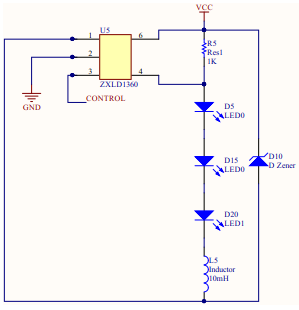 VCC
U5
1
6
2
3
4
ZXLD1360
CONTROL
GND
R5
Res1
1K
D5
LED0
D15
LED0
D10
D Zener
D20
LED1
L5
Inductor
10mH